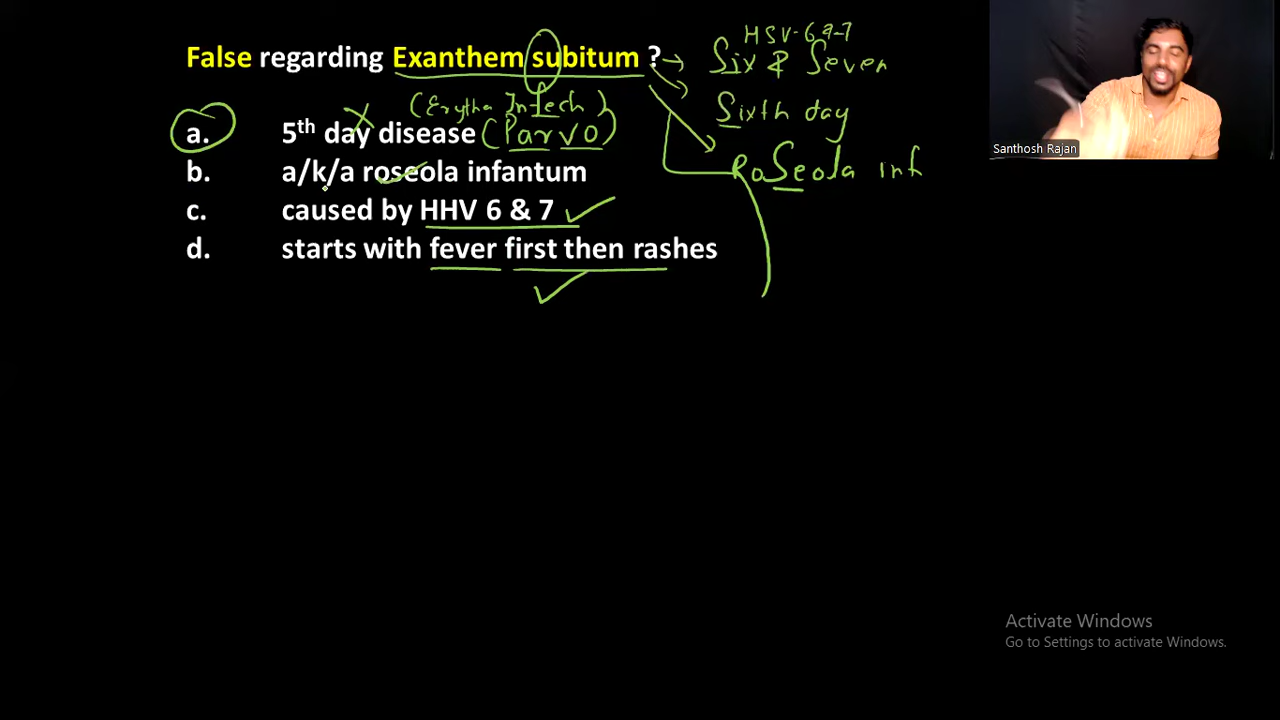 HSV-6 & 7
False regarding Exanthem subitum ? → Six & Seven
(Erythe Infech) Sixth day
a. 5th day disease (Parvo)
b. a/k/a roseola infantum Roseola inf
c. caused by HHV 6 & 7
d. starts with fever first then rashes
Santhosh Rajan
Activate Windows
Go to Settings to activate Windows.